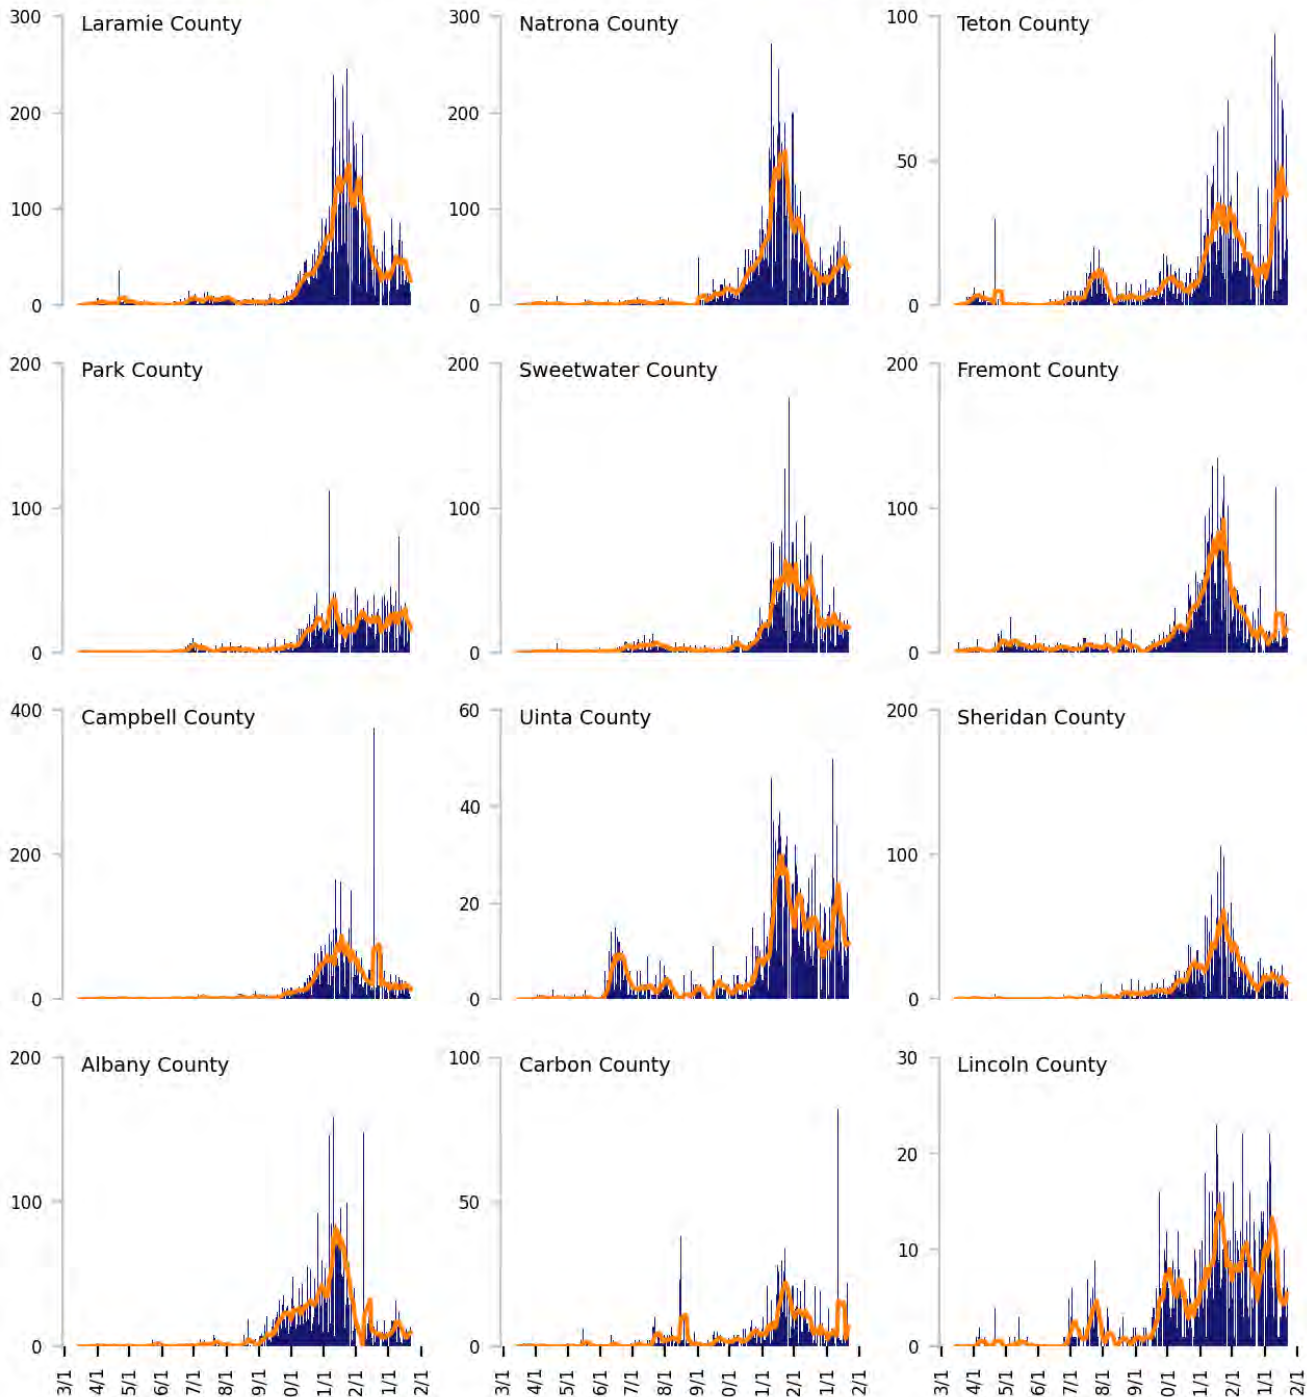 300 Laramie County
200
100
0
300 Natrona County
200
100
0
100 Teton County
50
0
200 Park County
100
0
200 Sweetwater County
100
0
200 Fremont County
100
0
400 Campbell County
200
0
60 Uinta County
40
20
0
200 Sheridan County
100
0
200 Albany County
100
0
100 Carbon County
50
0
30 Lincoln County
20
10
0
3/1 4/1 5/1 6/1 7/1 8/1 9/1 0/1 1/1 2/1 1/1 2/1
3/1 4/1 5/1 6/1 7/1 8/1 9/1 0/1 1/1 2/1 1/1 2/1
3/1 4/1 5/1 6/1 7/1 8/1 9/1 0/1 1/1 2/1 1/1 2/1